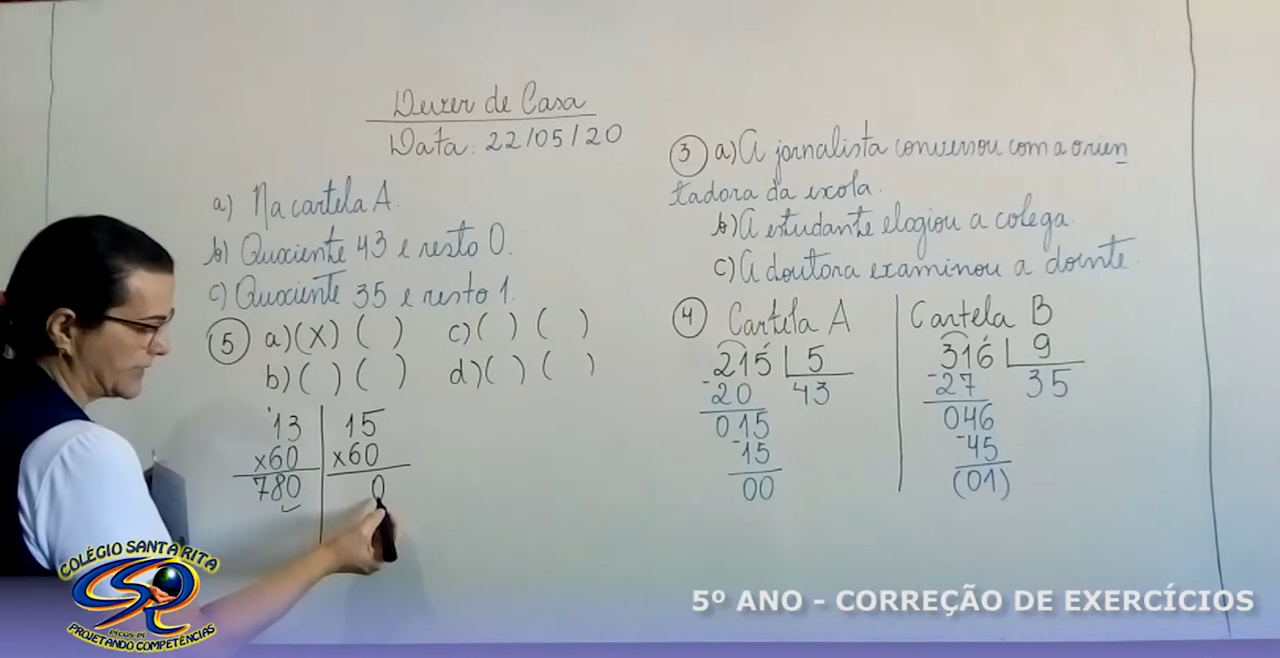 Dever de Casa
Data: 22/05/20
a) Na cartela A.
b) Quociente 43 e resto 0.
c) Quociente 35 e resto 1.
5 a)(X) ( ) c)( ) ( )
b)( ) ( ) d)( ) ( )
13 15
x60 x60
780 0
3 a) A jornalista conversou com a orien
tadora da escola.
b) A estudante elogiou a colega.
c) A doutora examinou a doente.
4 Cartela A Cartela B
215 5 316 9
-20 43 -27 35
015 046
-15 -45
00 (01)
COLÉGIO SANTA RITA
CSR
PICOS-PI
PROJETANDO COMPETÊNCIAS
5º ANO - CORREÇÃO DE EXERCÍCIOS